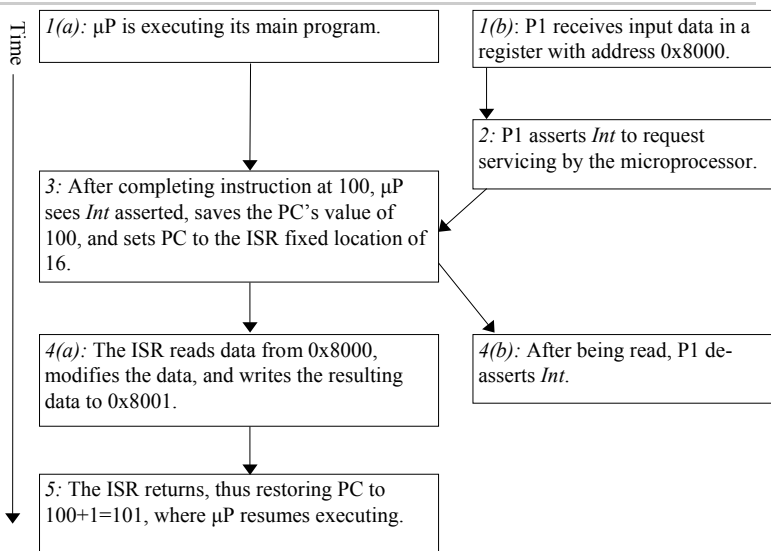 Time
1(a): μP is executing its main program.
1(b): P1 receives input data in a
register with address 0x8000.
2: P1 asserts Int to request
servicing by the microprocessor.
3: After completing instruction at 100, μP
sees Int asserted, saves the PC’s value of
100, and sets PC to the ISR fixed location of
16.
4(a): The ISR reads data from 0x8000,
modifies the data, and writes the resulting
data to 0x8001.
4(b): After being read, P1 de-
asserts Int.
5: The ISR returns, thus restoring PC to
100+1=101, where μP resumes executing.